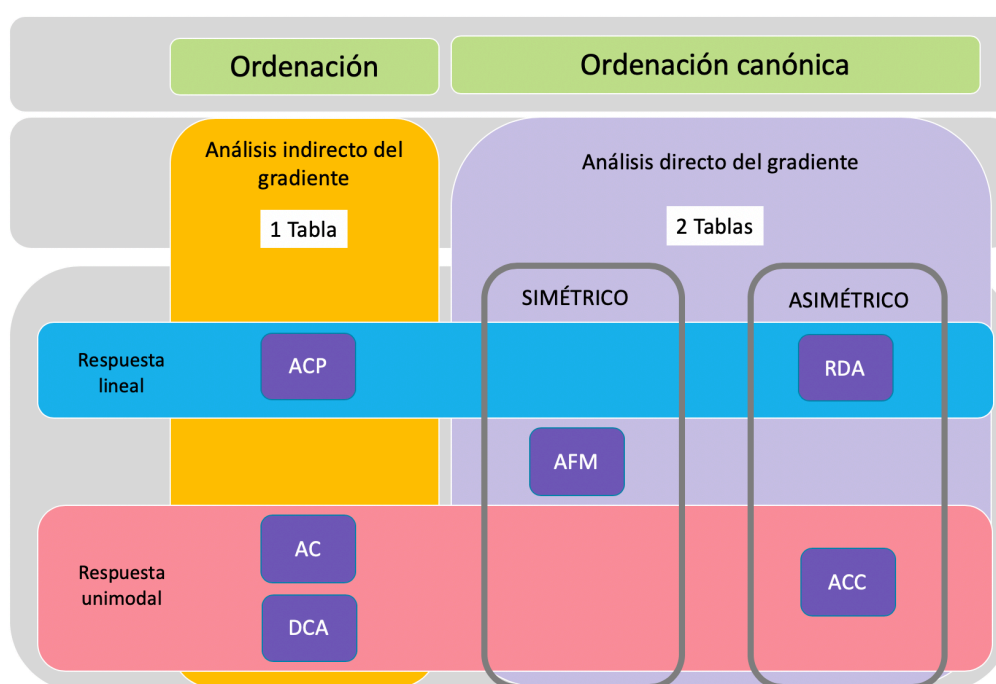 Ordenación
Ordenación canónica
Análisis indirecto del
gradiente
1 Tabla
Análisis directo del gradiente
2 Tablas
SIMÉTRICO
ASIMÉTRICO
Respuesta
lineal
ACP
RDA
AFM
Respuesta
unimodal
AC
DCA
ACC